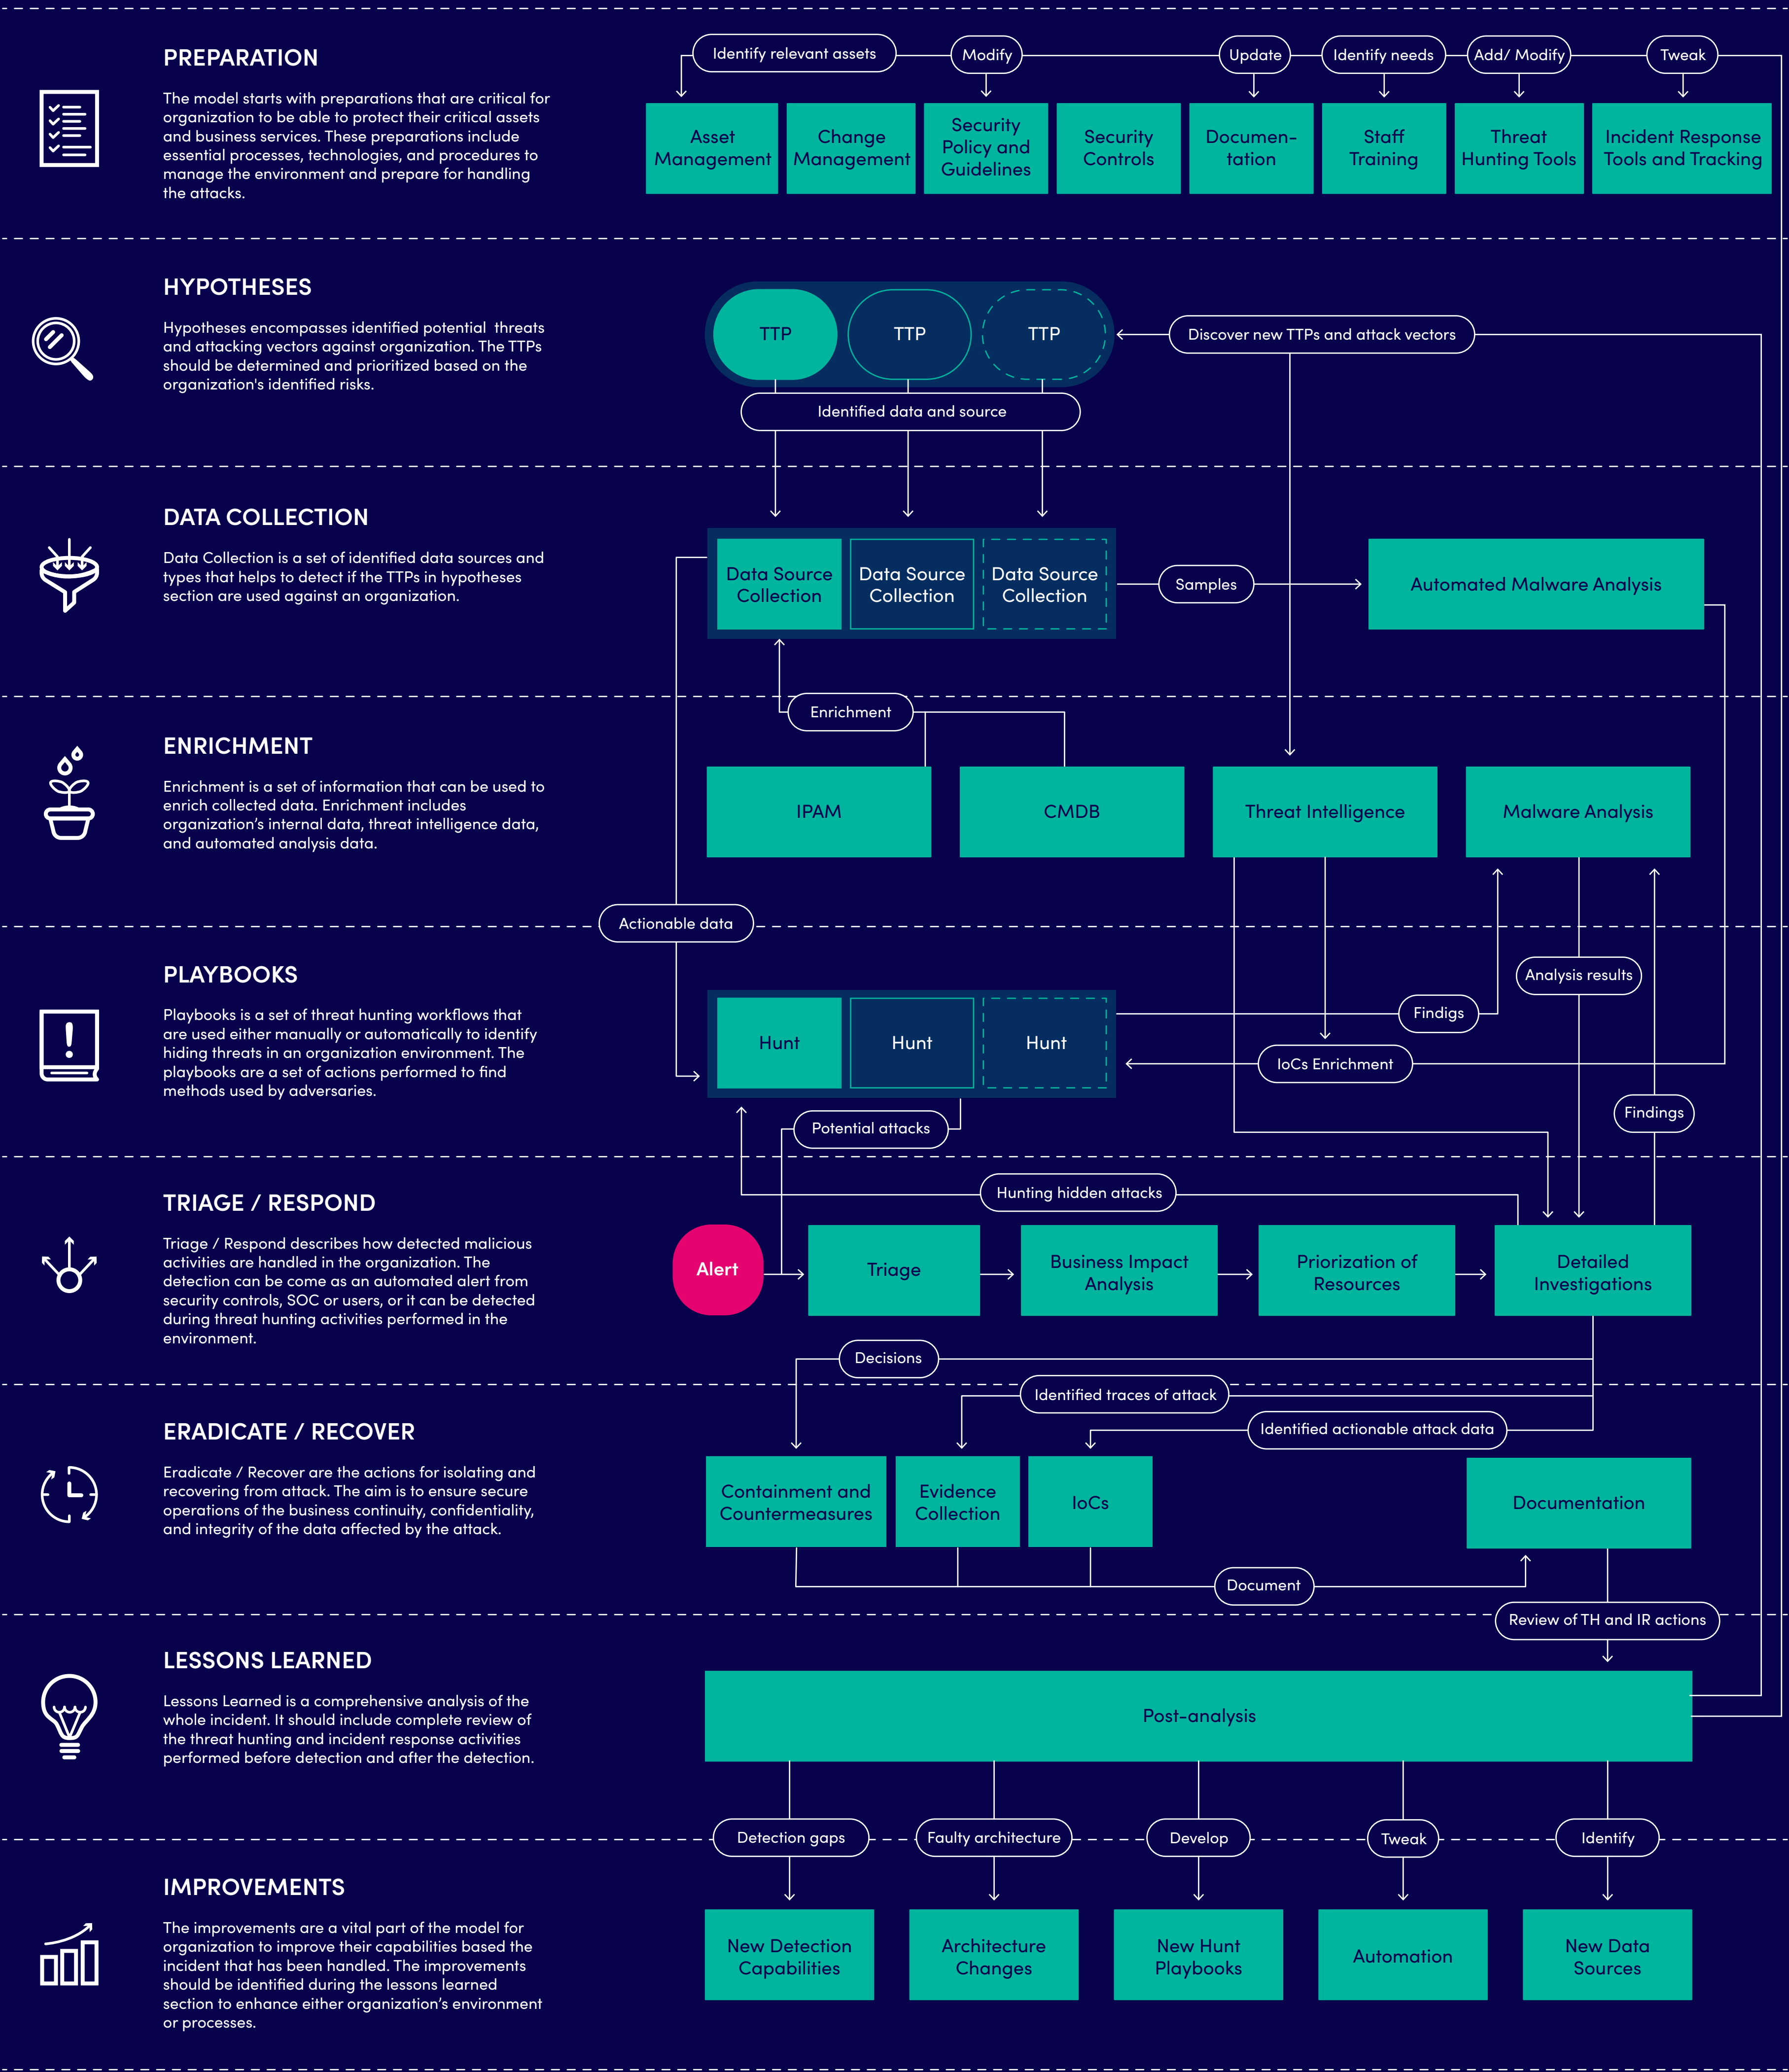 PREPARATION
The model starts with preparations that are critical for
organization to be able to protect their critical assets
and business services. These preparations include
essential processes, technologies, and procedures to
manage the environment and prepare for handling
the attacks.
Identify relevant assets
Modify
Update
Identify needs
Add/ Modify
Tweak
Asset
Management
Change
Management
Security
Policy and
Guidelines
Security
Controls
Documen-
tation
Staff
Training
Threat
Hunting Tools
Incident Response
Tools and Tracking
HYPOTHESES
Hypotheses encompasses identified potential  threats
and attacking vectors against organization. The TTPs
should be determined and prioritized based on the
organization's identified risks.
TTP
TTP
TTP
Discover new TTPs and attack vectors
Identified data and source
DATA COLLECTION
Data Collection is a set of identified data sources and
types that helps to detect if the TTPs in hypotheses
section are used against an organization.
Data Source
Collection
Data Source
Collection
Data Source
Collection
Samples
Automated Malware Analysis
Enrichment
ENRICHMENT
Enrichment is a set of information that can be used to
enrich collected data. Enrichment includes
organization’s internal data, threat intelligence data,
and automated analysis data.
IPAM
CMDB
Threat Intelligence
Malware Analysis
Actionable data
PLAYBOOKS
Playbooks is a set of threat hunting workflows that
are used either manually or automatically to identify
hiding threats in an organization environment. The
playbooks are a set of actions performed to find
methods used by adversaries.
Analysis results
Hunt
Hunt
Hunt
Findigs
IoCs Enrichment
Findings
Potential attacks
TRIAGE / RESPOND
Triage / Respond describes how detected malicious
activities are handled in the organization. The
detection can be come as an automated alert from
security controls, SOC or users, or it can be detected
during threat hunting activities performed in the
environment.
Hunting hidden attacks
Alert
Triage
Business Impact
Analysis
Priorization of
Resources
Detailed
Investigations
Decisions
Identified traces of attack
Identified actionable attack data
ERADICATE / RECOVER
Eradicate / Recover are the actions for isolating and
recovering from attack. The aim is to ensure secure
operations of the business continuity, confidentiality,
and integrity of the data affected by the attack.
Containment and
Countermeasures
Evidence
Collection
IoCs
Documentation
Document
Review of TH and IR actions
LESSONS LEARNED
Lessons Learned is a comprehensive analysis of the
whole incident. It should include complete review of
the threat hunting and incident response activities
performed before detection and after the detection.
Post-analysis
Detection gaps
Faulty architecture
Develop
Tweak
Identify
IMPROVEMENTS
The improvements are a vital part of the model for
organization to improve their capabilities based the
incident that has been handled. The improvements
should be identified during the lessons learned
section to enhance either organization’s environment
or processes.
New Detection
Capabilities
Architecture
Changes
New Hunt
Playbooks
Automation
New Data
Sources